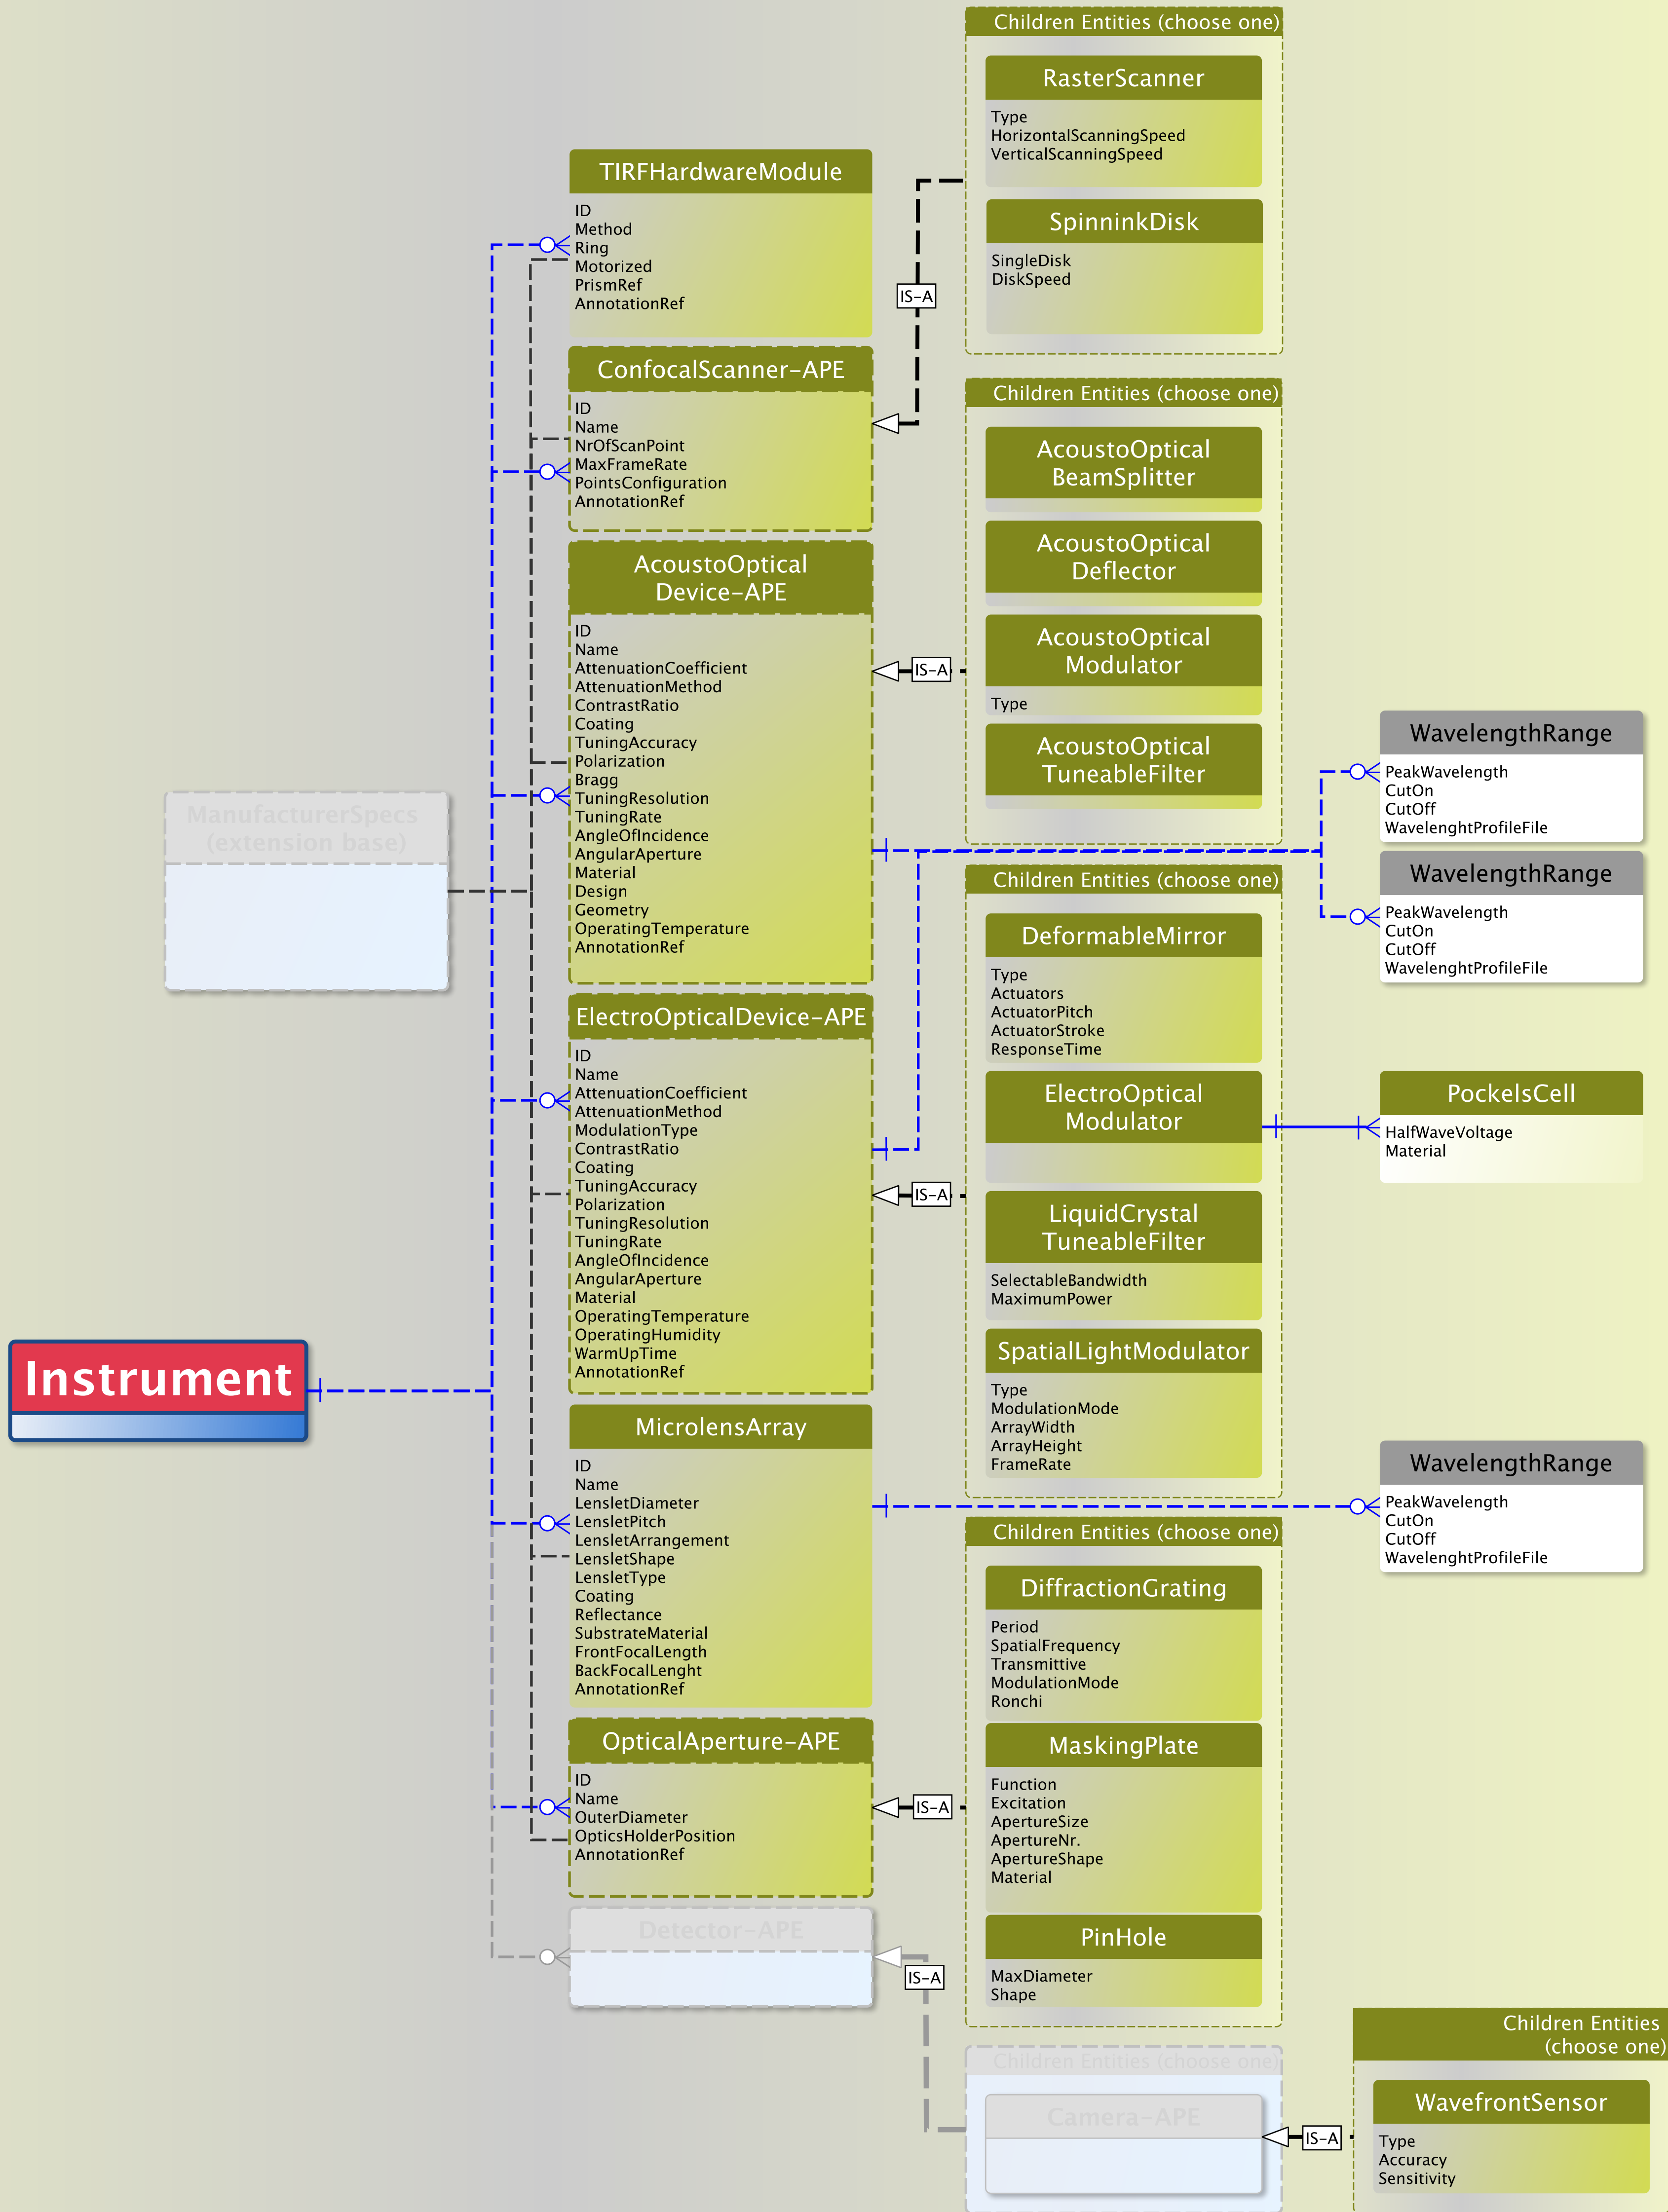 Children Entities (choose one)
RasterScanner
Type
HorizontalScanningSpeed
VerticalScanningSpeed
SpinninkDisk
SingleDisk
DiskSpeed
TIRFHardwareModule
ID
Method
Ring
Motorized
PrismRef
AnnotationRef
IS-A
ConfocalScanner-APE
ID
Name
NrOfScanPoint
MaxFrameRate
PointsConfiguration
AnnotationRef
Children Entities (choose one)
AcoustoOptical
BeamSplitter
AcoustoOptical
Deflector
AcoustoOptical
Modulator
Type
AcoustoOptical
TuneableFilter
AcoustoOptical
Device-APE
ID
Name
AttenuationCoefficient
AttenuationMethod
ContrastRatio
Coating
TuningAccuracy
Polarization
Bragg
TuningResolution
TuningRate
AngleOfIncidence
AngularAperture
Material
Design
Geometry
OperatingTemperature
AnnotationRef
IS-A
WavelengthRange
PeakWavelength
CutOn
CutOff
WavelenghtProfileFile
WavelengthRange
PeakWavelength
CutOn
CutOff
WavelenghtProfileFile
ManufacturerSpecs
(extension base)
Children Entities (choose one)
DeformableMirror
Type
Actuators
ActuatorPitch
ActuatorStroke
ResponseTime
ElectroOptical
Modulator
PockelsCell
HalfWaveVoltage
Material
LiquidCrystal
TuneableFilter
SelectableBandwidth
MaximumPower
SpatialLightModulator
Type
ModulationMode
ArrayWidth
ArrayHeight
FrameRate
ElectroOpticalDevice-APE
ID
Name
AttenuationCoefficient
AttenuationMethod
ModulationType
ContrastRatio
Coating
TuningAccuracy
Polarization
TuningResolution
TuningRate
AngleOfIncidence
AngularAperture
Material
OperatingTemperature
OperatingHumidity
WarmUpTime
AnnotationRef
IS-A
Instrument
MicrolensArray
ID
Name
LensletDiameter
LensletPitch
LensletArrangement
LensletShape
LensletType
Coating
Reflectance
SubstrateMaterial
FrontFocalLength
BackFocalLenght
AnnotationRef
WavelengthRange
PeakWavelength
CutOn
CutOff
WavelenghtProfileFile
Children Entities (choose one)
DiffractionGrating
Period
SpatialFrequency
Transmittive
ModulationMode
Ronchi
MaskingPlate
Function
Excitation
ApertureSize
ApertureNr.
ApertureShape
Material
PinHole
MaxDiameter
Shape
OpticalAperture-APE
ID
Name
OuterDiameter
OpticsHolderPosition
AnnotationRef
IS-A
Detector-APE
IS-A
Children Entities (choose one)
Camera-APE
IS-A
Children Entities
(choose one)
WavefrontSensor
Type
Accuracy
Sensitivity